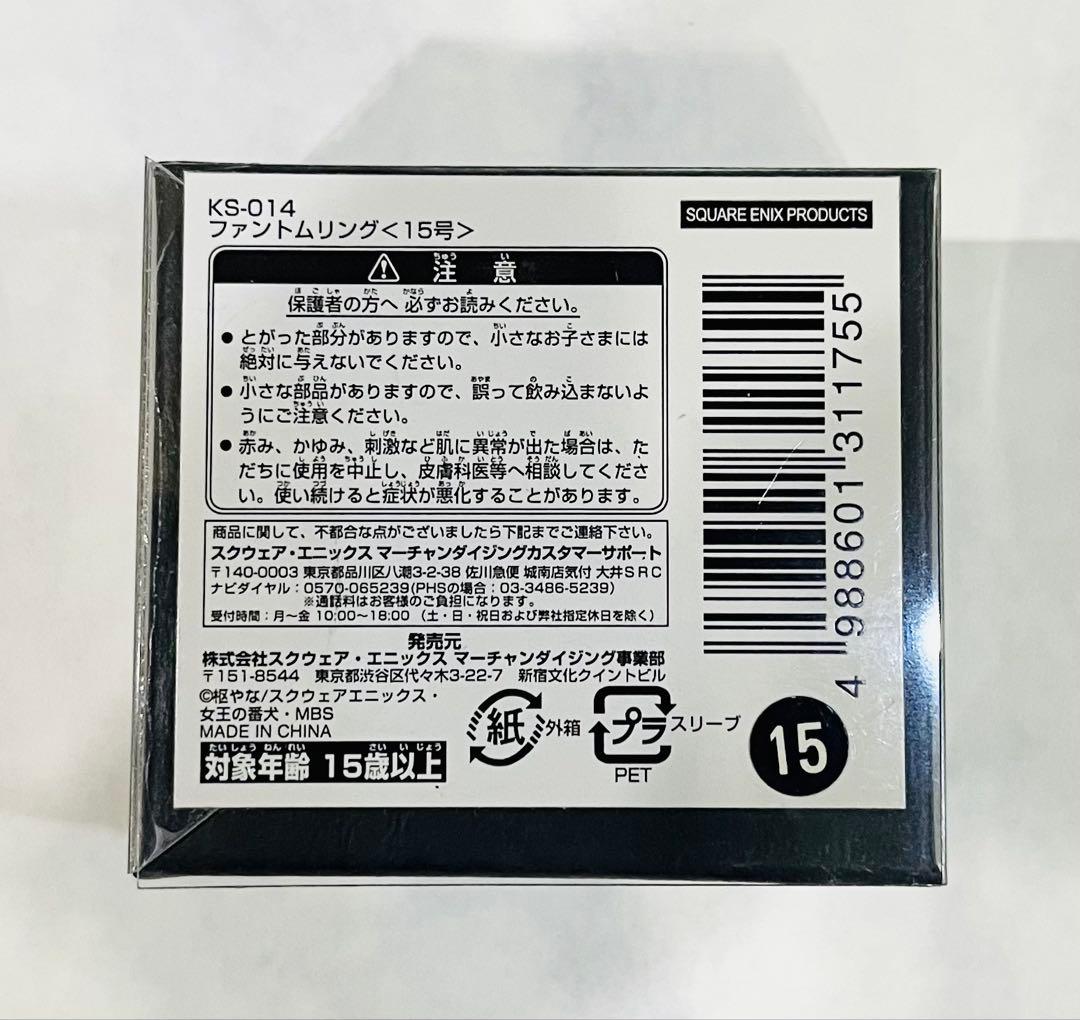 KS-014
ファントムリング<15号>
SQUARE ENIX PRODUCTS
注意
保護者の方へ 必ずお読みください。
● とがった部分がありますので、小さなお子さまには
絶対に与えないでください。
● 小さな部品がありますので、誤って飲み込まないよ
うにご注意ください。
● 赤み、かゆみ、刺激など肌に異常が出た場合は、た
だちに使用を中止し、皮膚科医等へ相談してくださ
い。使い続けると症状が悪化することがあります。
商品に関して、不都合な点がございましたら下記までご連絡下さい。
スクウェア・エニックス マーチャンダイジングカスタマーサポート
〒140-0003 東京都品川区八潮3-2-38 佐川急便 城南店気付 大井SRC
ナビダイヤル：0570-065239(PHSの場合：03-3486-5239)
※通話料はお客様のご負担になります。
受付時間：月～金 10:00～18:00（土・日・祝日および弊社指定休日を除く）
発売元
株式会社スクウェア・エニックス マーチャンダイジング事業部
〒151-8544 東京都渋谷区代々木3-22-7 新宿文化クイントビル
©枢やな/スクウェアエニックス・
女王の番犬・MBS
MADE IN CHINA
対象年齢 15歳以上
紙 外箱
プラ スリーブ
PET
15
4 988601 311755